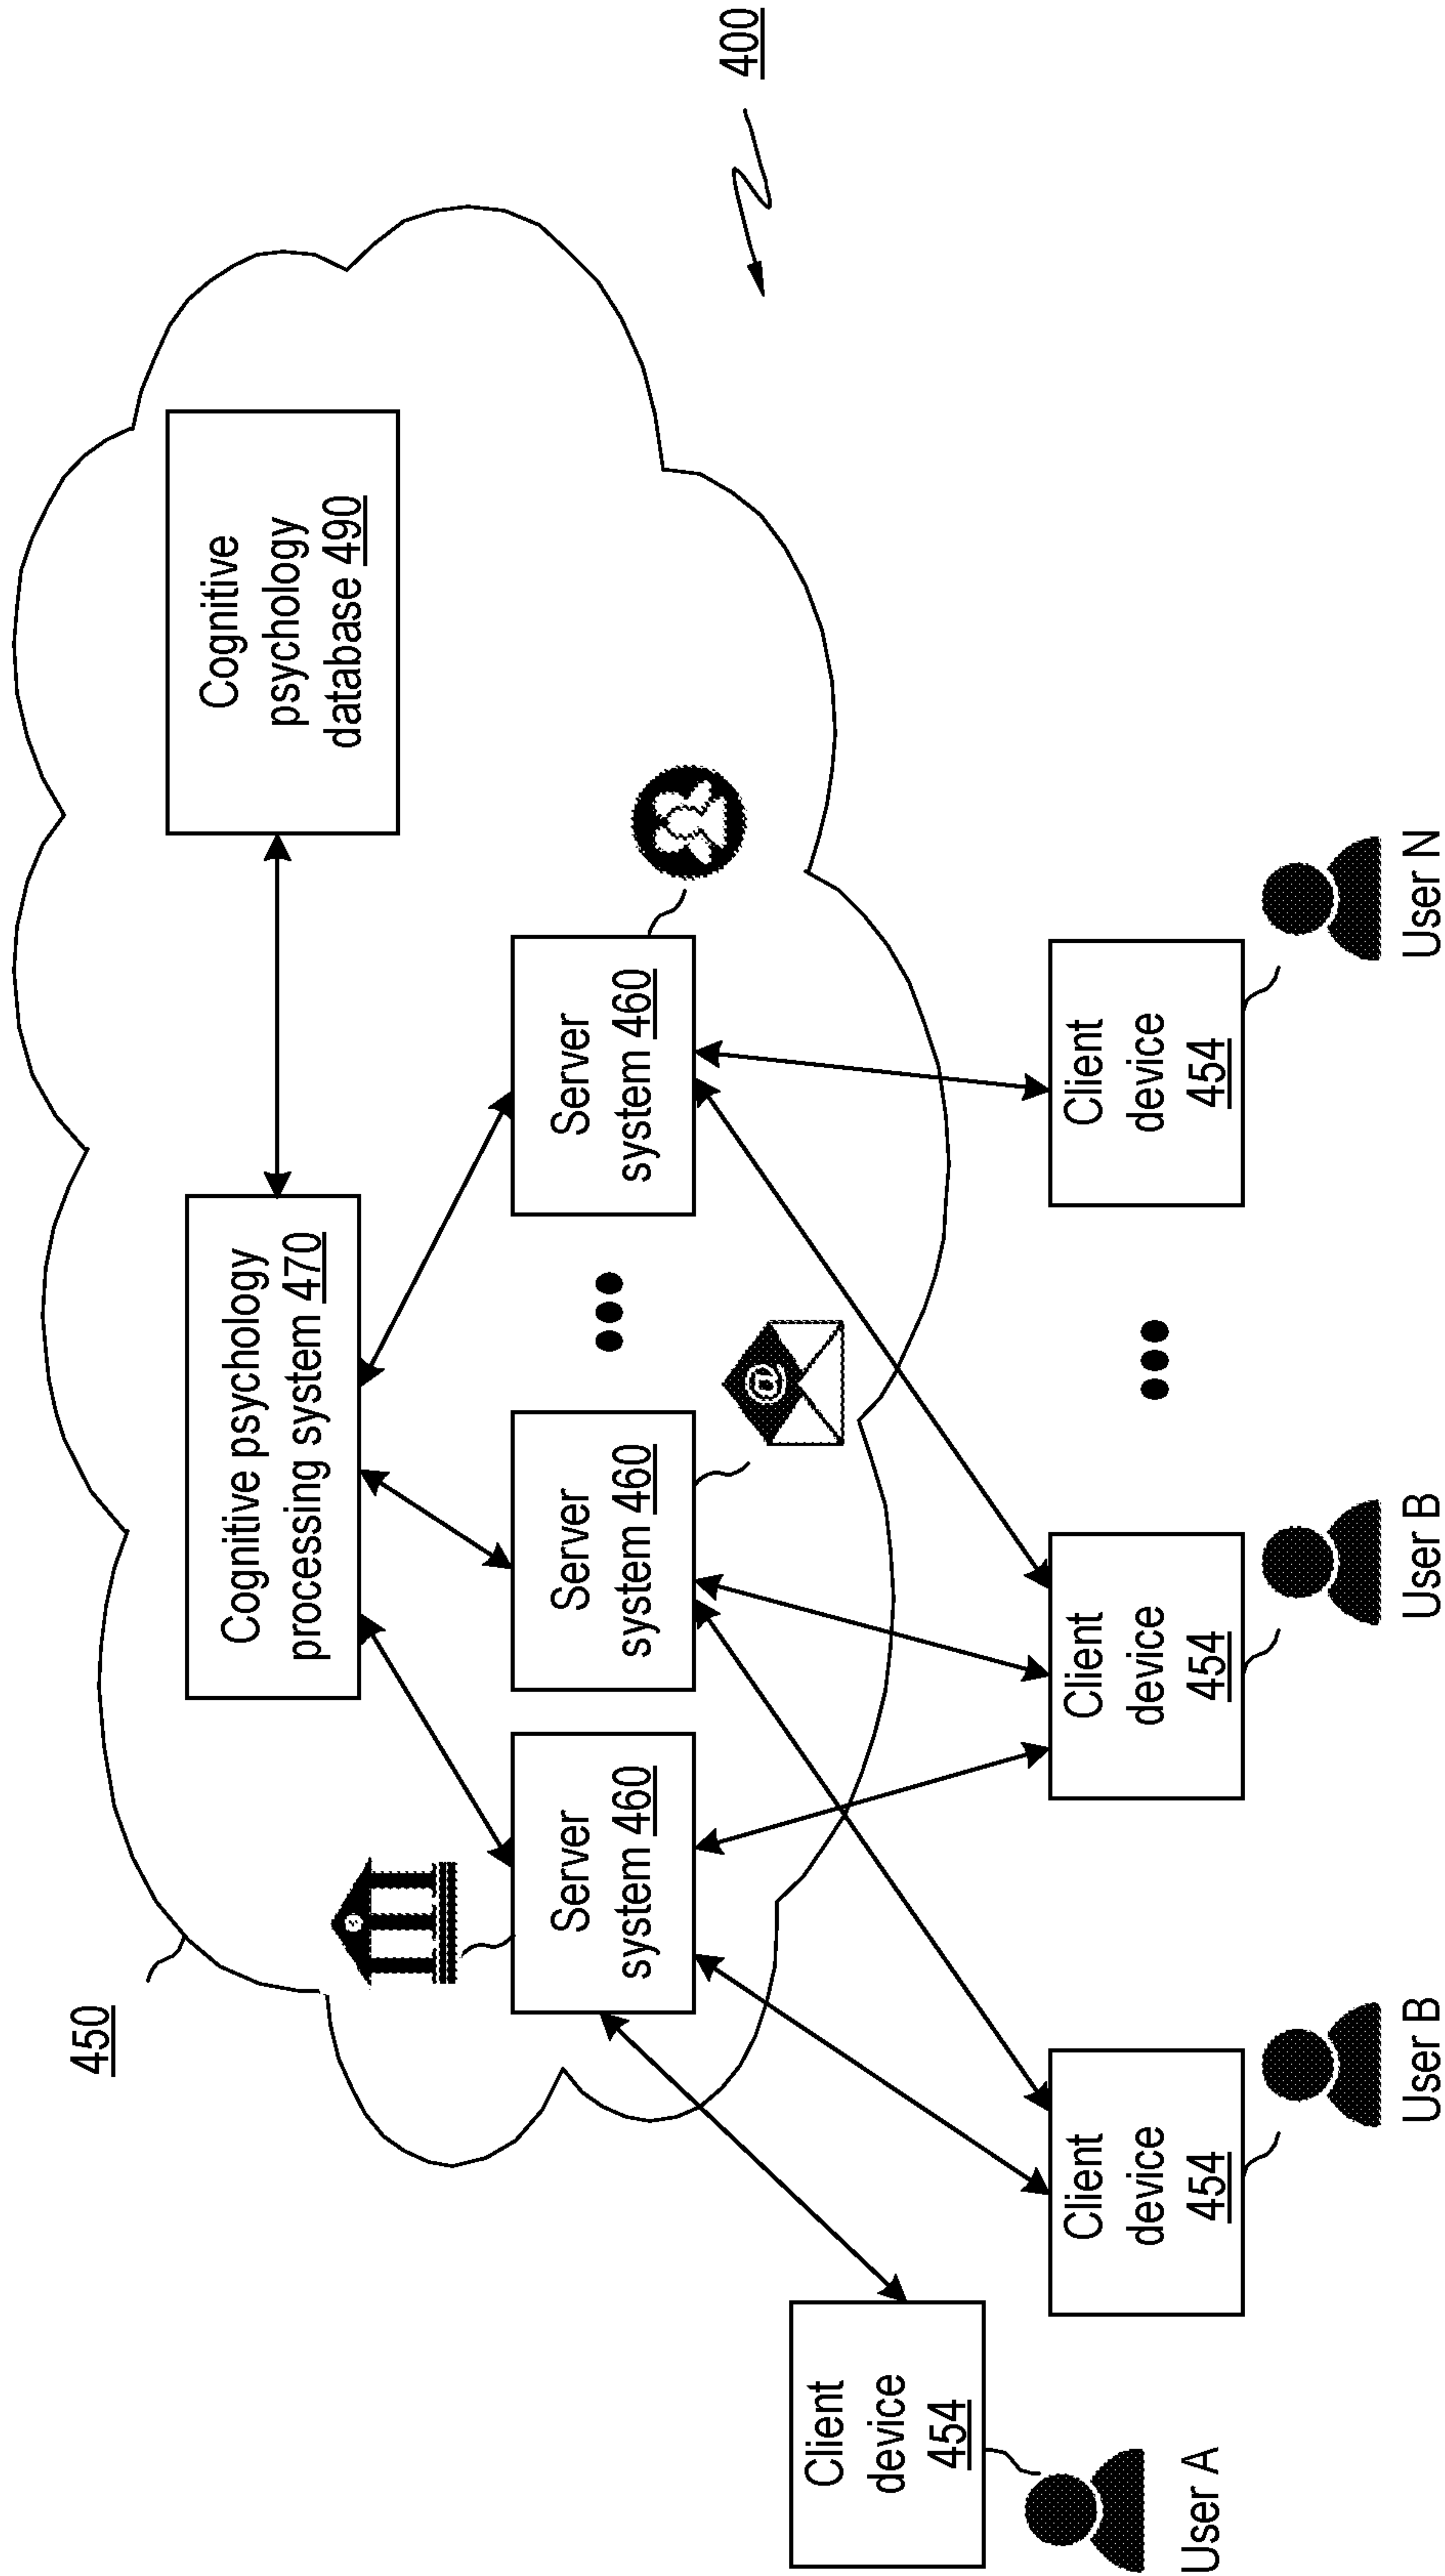 400
450
Cognitive psychology
processing system 470
Cognitive
psychology
database 490
Server
system 460
Server
system 460
Server
system 460
@
Client
device
454
User A
Client
device
454
User B
Client
device
454
User B
Client
device
454
User N